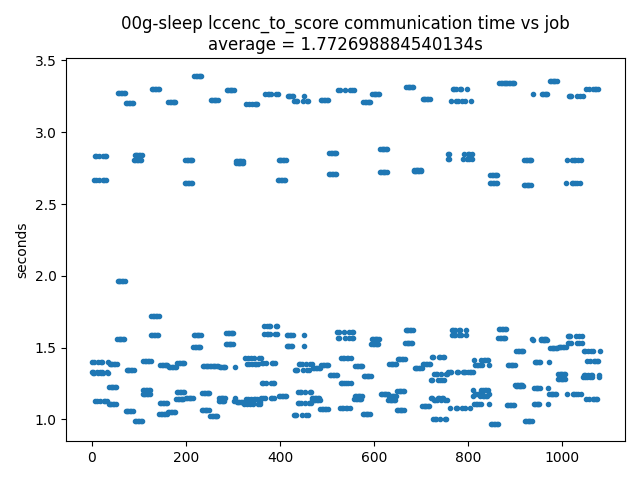 00g-sleep lccenc_to_score communication time vs job
average = 1.772698884540134s
3.5
3.0
2.5
2.0
1.5
1.0
seconds
0 200 400 600 800 1000